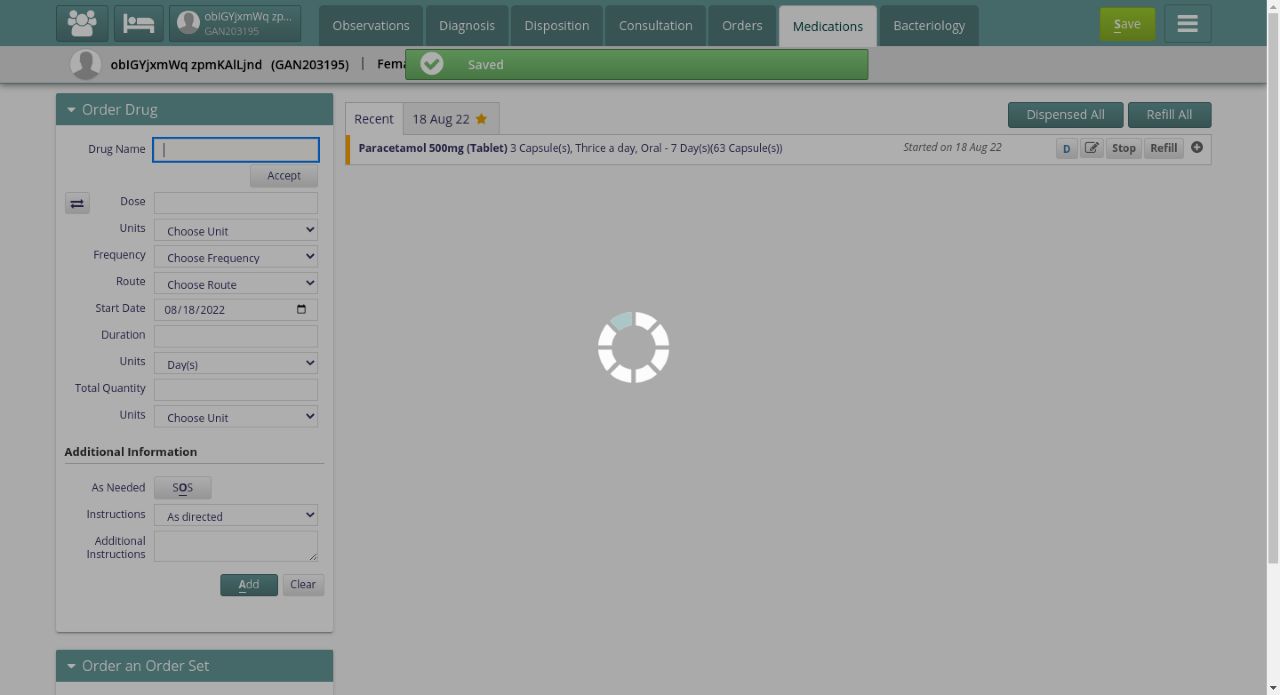 obIGYjxmWq zp...
GAN203195
Observations
Diagnosis
Disposition
Consultation
Orders
Medications
Bacteriology
Save
obIGYjxmWq zpmKAlLjnd (GAN203195) | Fema
Saved
Order Drug
Drug Name
Accept
Dose
Units Choose Unit
Frequency Choose Frequency
Route Choose Route
Start Date 08/18/2022
Duration
Units Day(s)
Total Quantity
Units Choose Unit
Additional Information
As Needed SOS
Instructions As directed
Additional
Instructions
Add Clear
Order an Order Set
Recent 18 Aug 22
Dispensed All Refill All
Paracetamol 500mg (Tablet) 3 Capsule(s), Thrice a day, Oral - 7 Day(s)(63 Capsule(s)) Started on 18 Aug 22 D Stop Refill